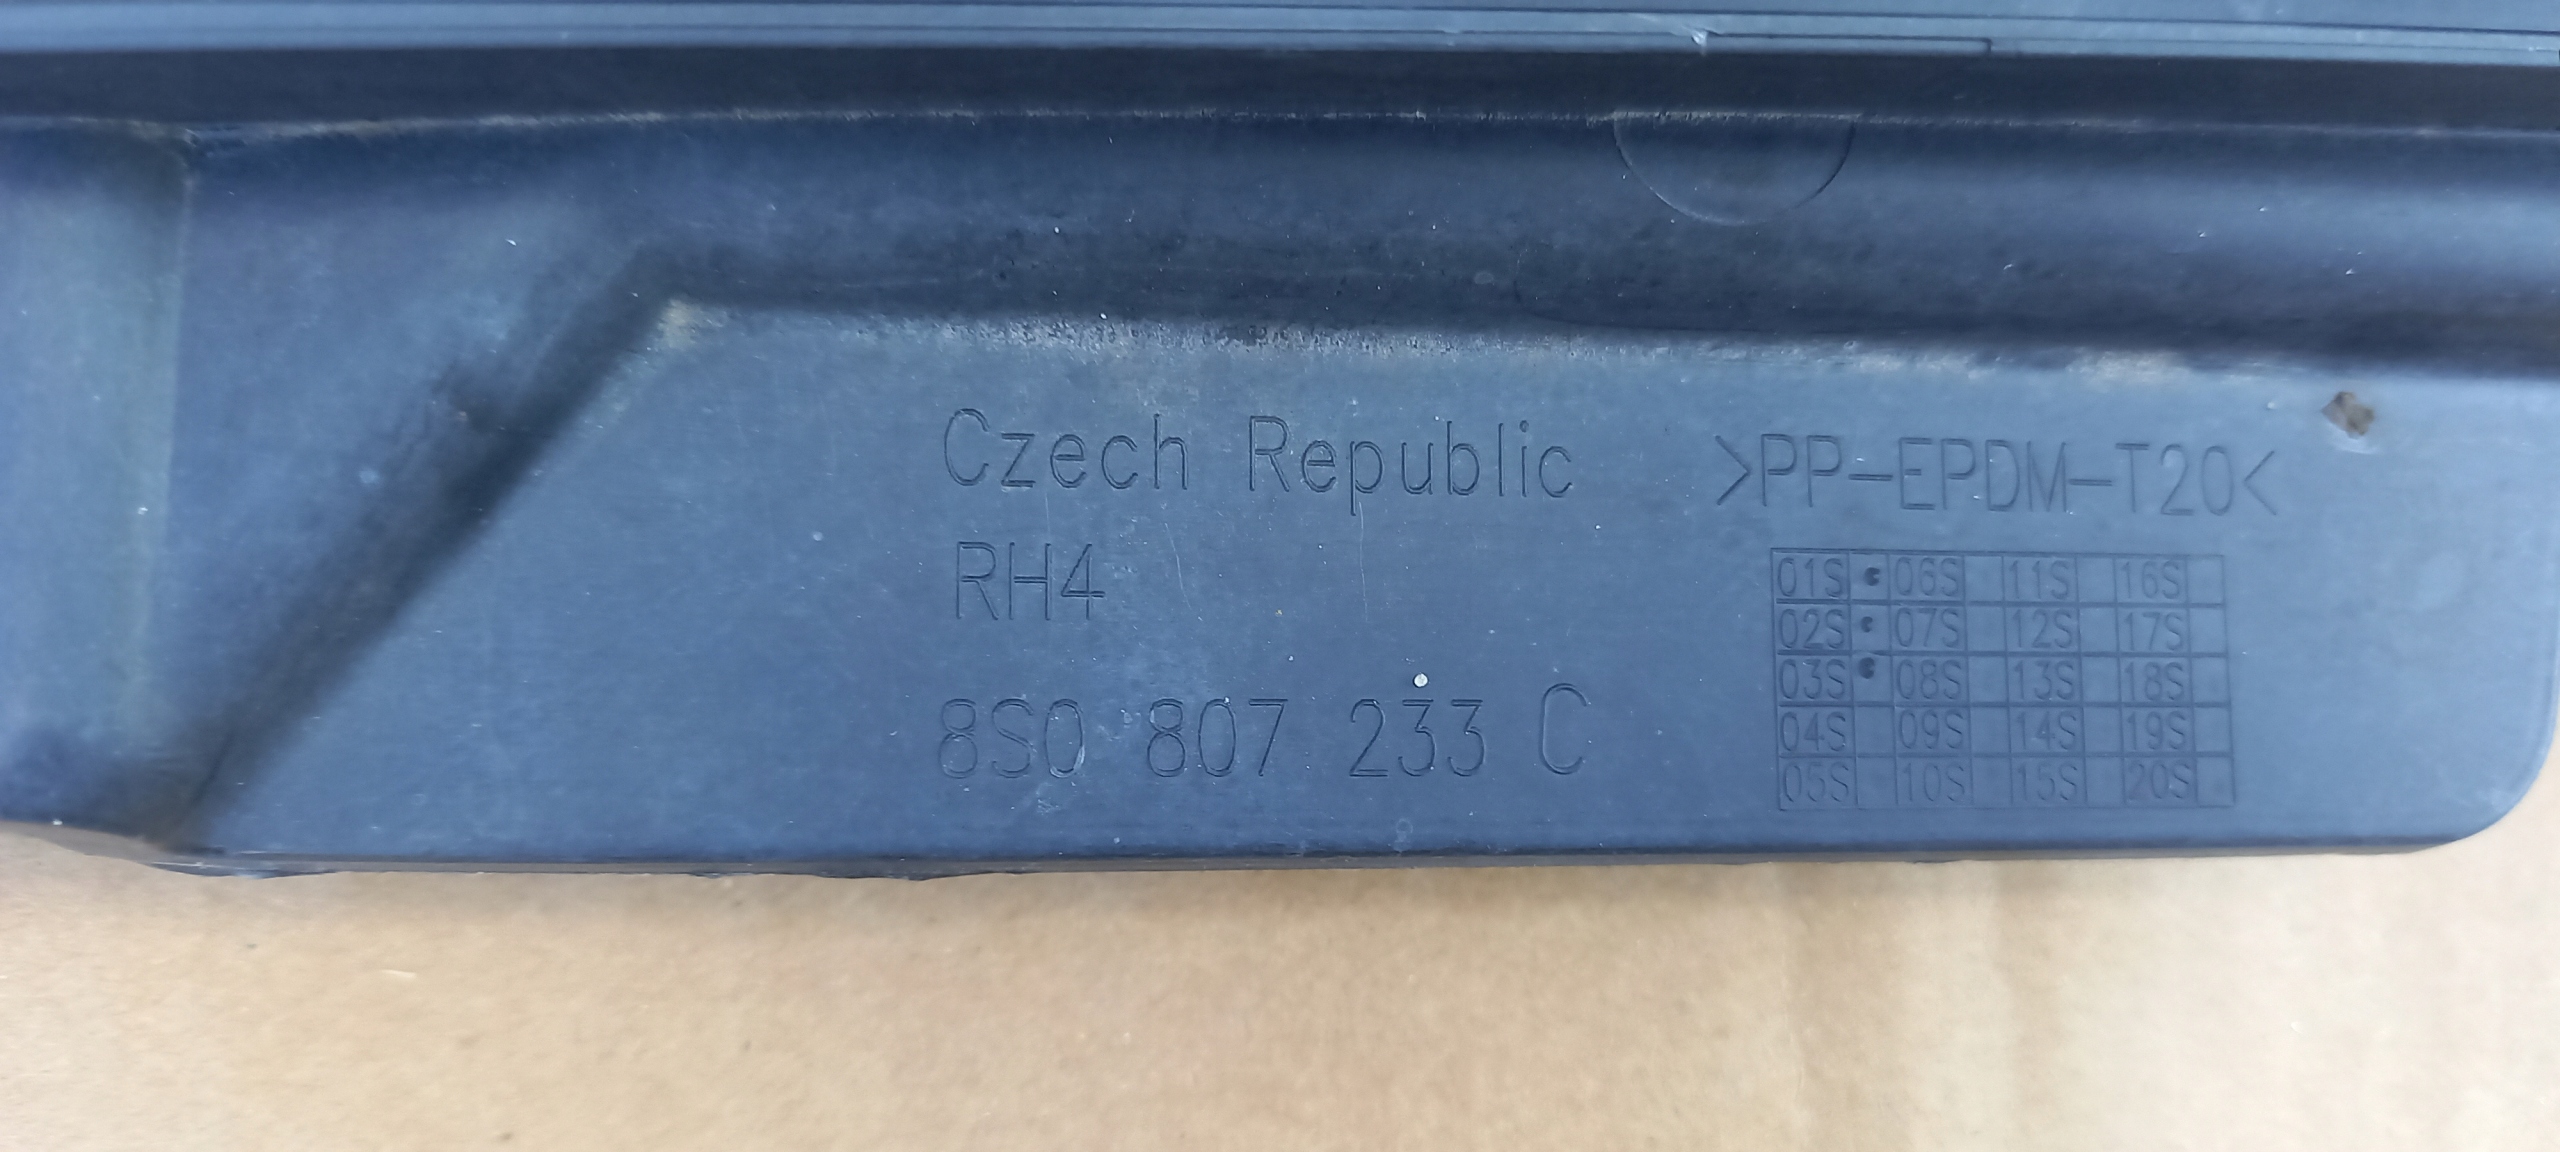 Czech Republic
>PP-EPDM-T20<
RH4
8S0 807 233 C
01S 06S 11S 16S
02S 07S 12S 17S
03S 08S 13S 18S
04S 09S 14S 19S
05S 10S 15S 20S